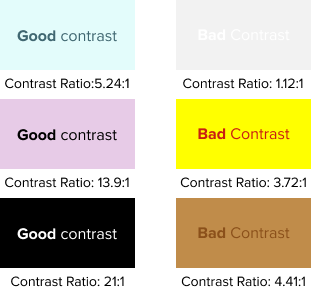 Good contrast
Contrast Ratio:5.24:1
Bad Contrast
Contrast Ratio: 1.12:1
Good contrast
Contrast Ratio: 13.9:1
Bad Contrast
Contrast Ratio: 3.72:1
Good contrast
Contrast Ratio: 21:1
Bad Contrast
Contrast Ratio: 4.41:1